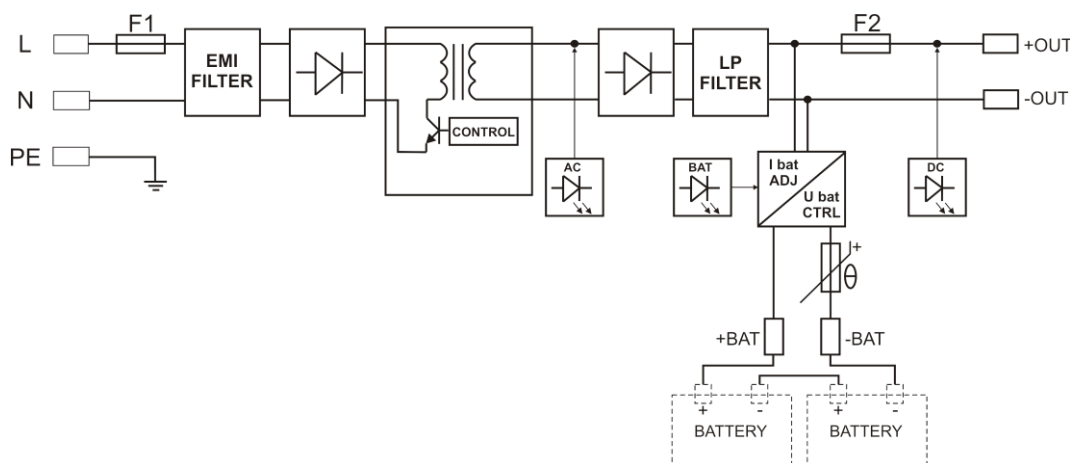 F1
F2
L
N
PE
EMI
FILTER
CONTROL
LP
FILTER
+OUT
-OUT
AC
BAT
I bat
ADJ
U bat
CTRL
DC
I+
θ
+BAT
-BAT
+ - + -
BATTERY BATTERY